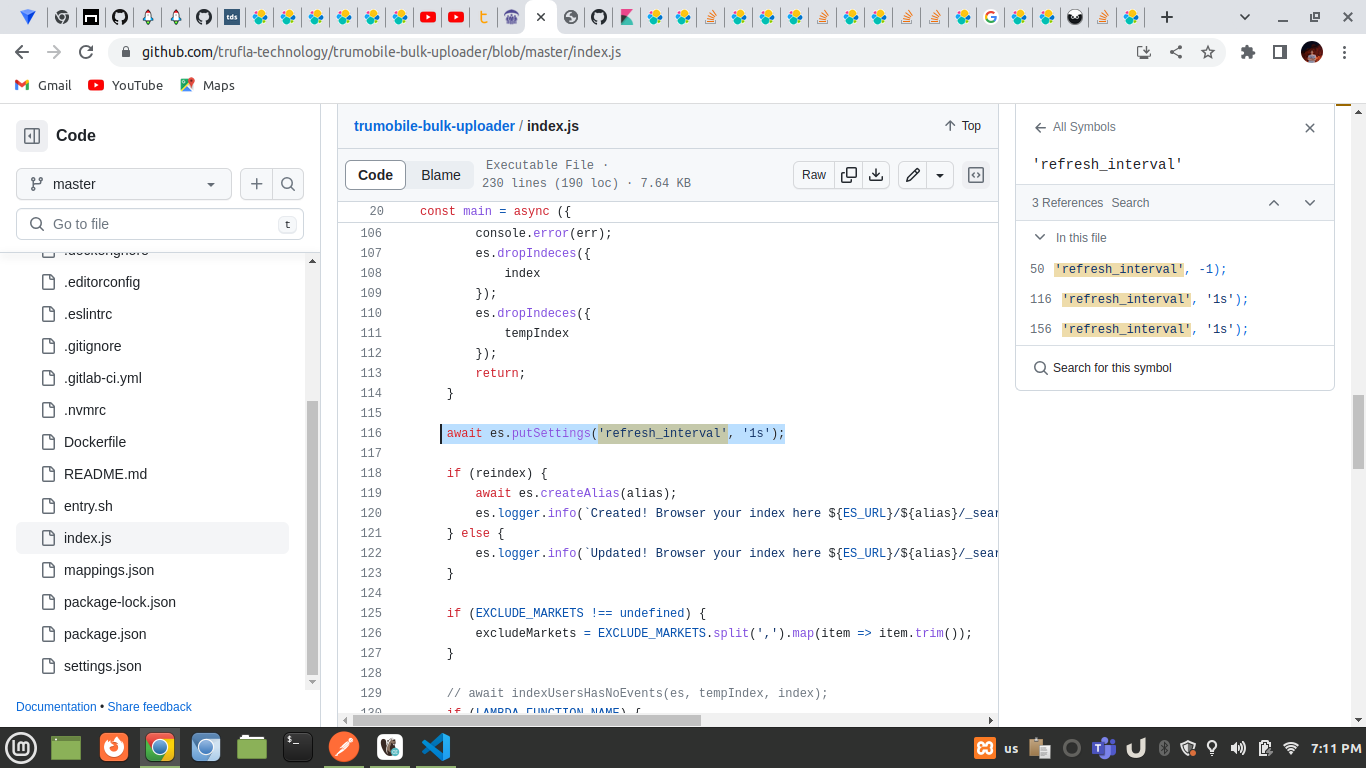 tds
github.com/trufla-technology/trumobile-bulk-uploader/blob/master/index.js
Gmail
YouTube
Maps
Code
master
Go to file
t
.editorconfig
.eslintrc
.gitignore
.gitlab-ci.yml
.nvmrc
Dockerfile
README.md
entry.sh
index.js
mappings.json
package-lock.json
package.json
settings.json
Documentation • Share feedback
trumobile-bulk-uploader / index.js
Top
Code
Blame
Executable File ·
230 lines (190 loc) · 7.64 KB
Raw
20 const main = async ({
106 console.error(err);
107 es.dropIndeces({
108 index
109 });
110 es.dropIndeces({
111 tempIndex
112 });
113 return;
114 }
115
116 await es.putSettings('refresh_interval', '1s');
117
118 if (reindex) {
119 await es.createAlias(alias);
120 es.logger.info(`Created! Browser your index here ${ES_URL}/${alias}/_sear
121 } else {
122 es.logger.info(`Updated! Browser your index here ${ES_URL}/${alias}/_sear
123 }
124
125 if (EXCLUDE_MARKETS !== undefined) {
126 excludeMarkets = EXCLUDE_MARKETS.split(',').map(item => item.trim());
127 }
128
129 // await indexUsersHasNoEvents(es, tempIndex, index);
130 if (LAMBDA_FUNCTION_NAME) {
All Symbols
'refresh_interval'
3 References Search
In this file
50 'refresh_interval', -1);
116 'refresh_interval', '1s');
156 'refresh_interval', '1s');
Search for this symbol
us
7:11 PM